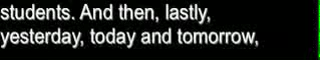 students. And then, lastly,
yesterday, today and tomorrow,